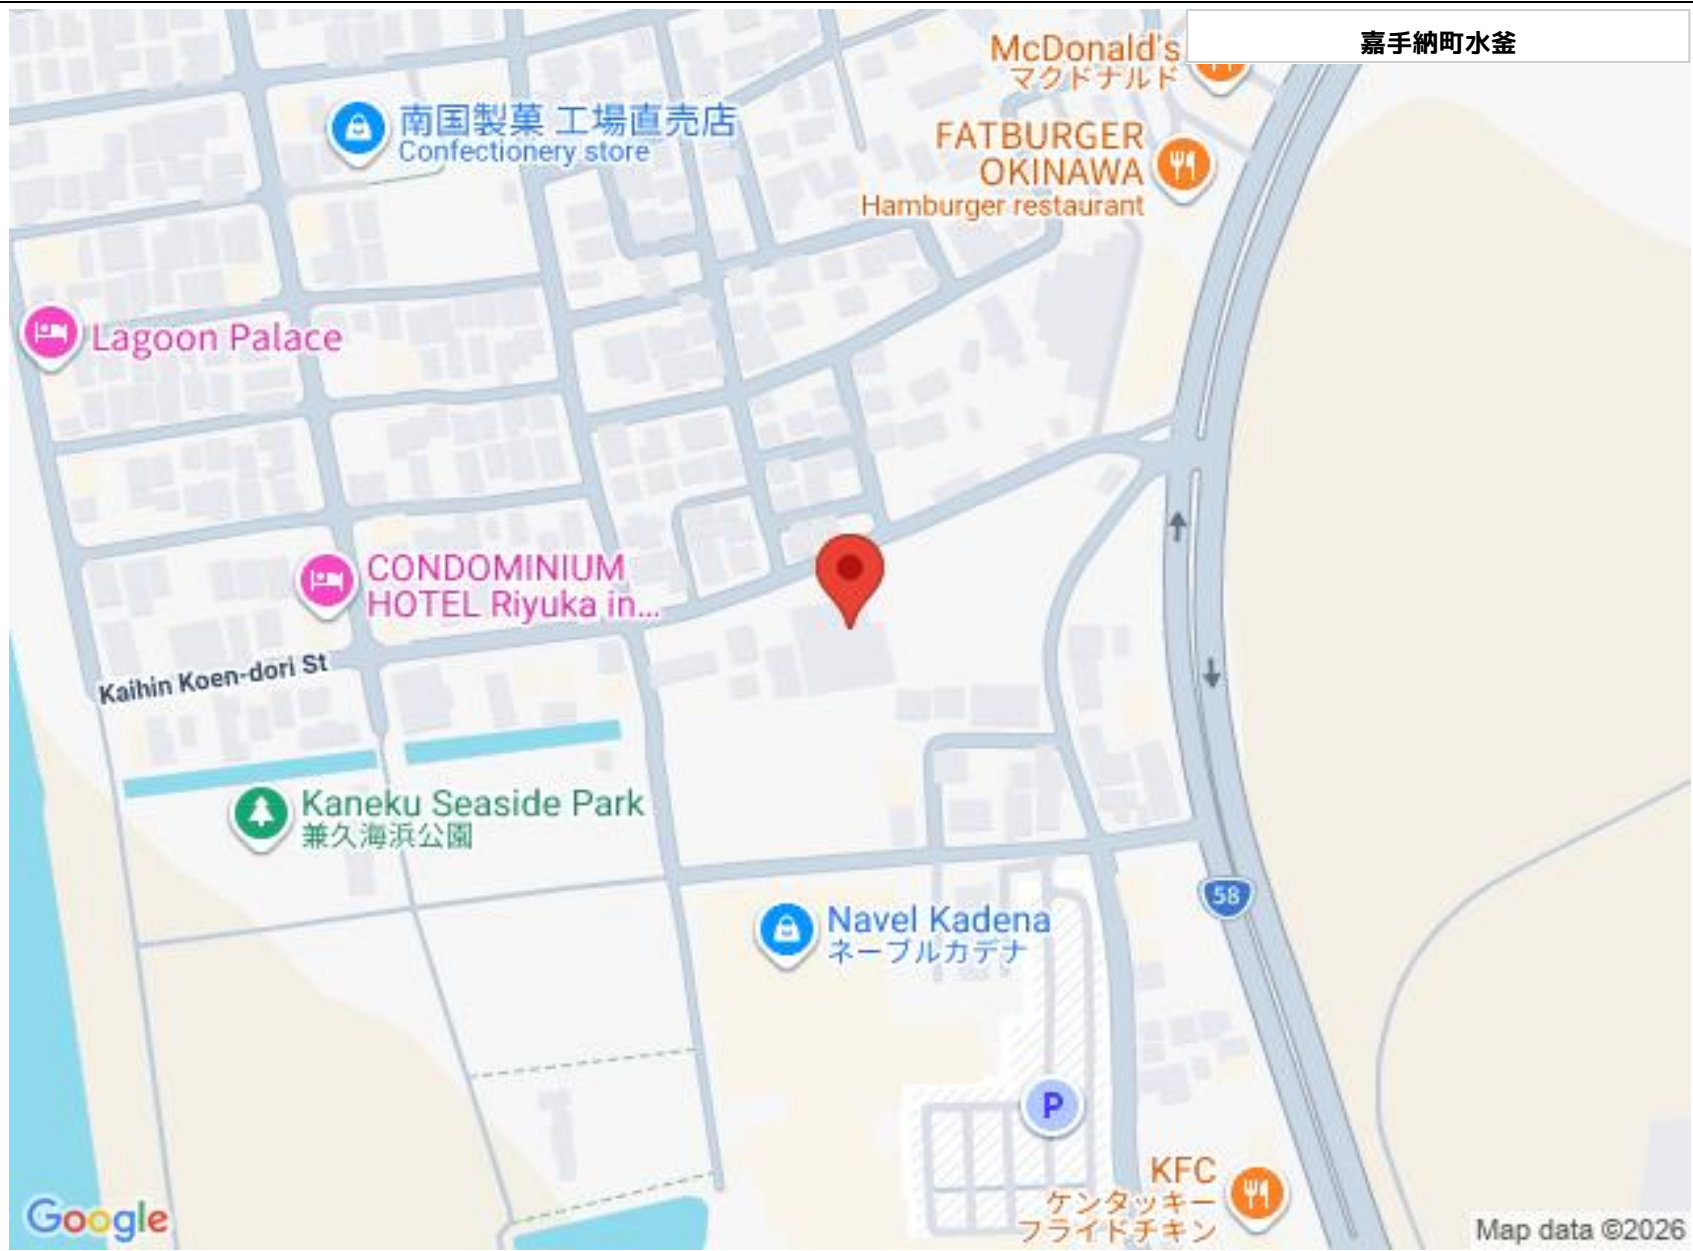 嘉手納町水釜
McDonald's
マクドナルド
南国製菓 工場直売店
Confectionery store
FATBURGER
OKINAWA
Hamburger restaurant
Lagoon Palace
CONDOMINIUM
HOTEL Riyuka in...
Kaihin Koen-dori St
Kaneku Seaside Park
兼久海浜公園
58
Navel Kadena
ネーブルカデナ
P
KFC
ケンタッキー
フライドチキン
Google
Map data ©2026